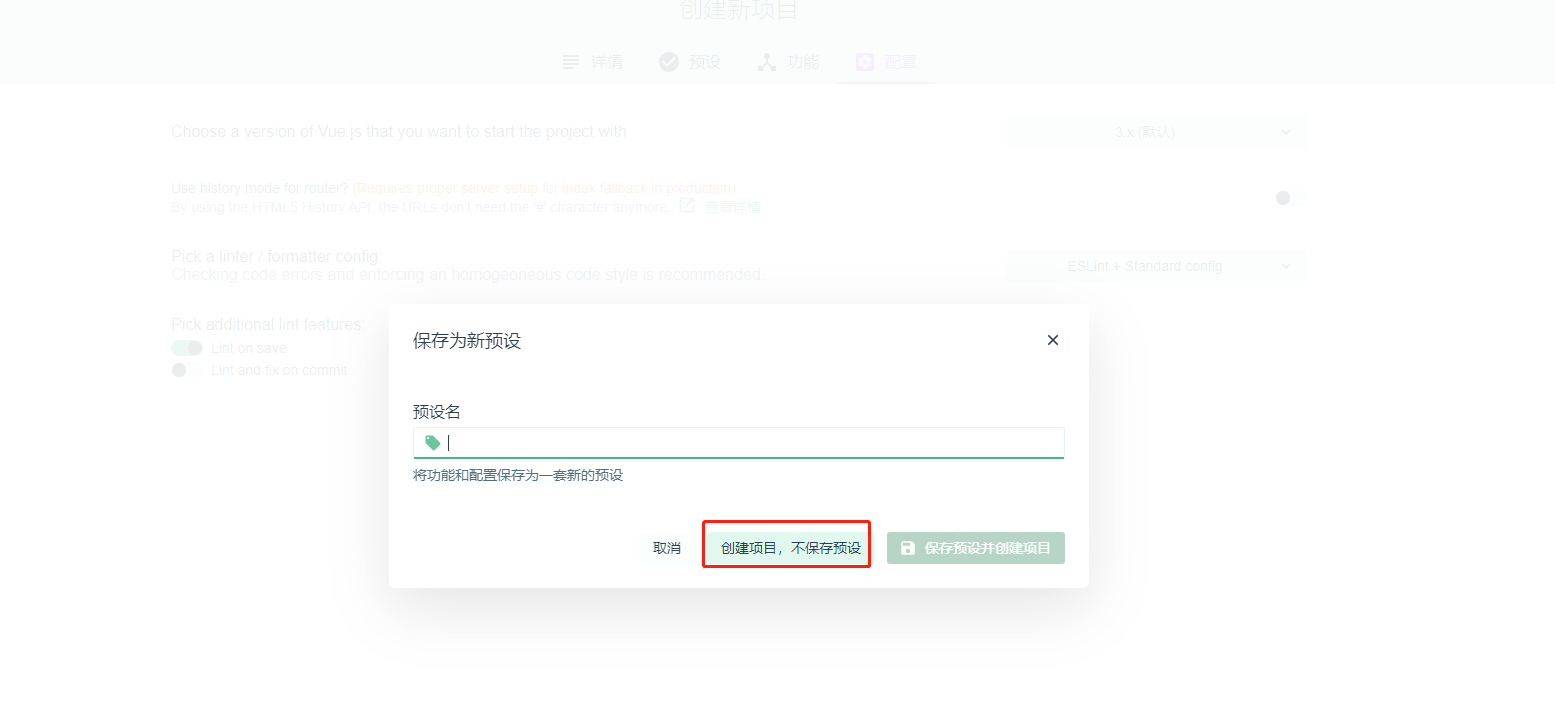 创建新项目
详情 预设 功能 配置
Choose a version of Vue.js that you want to start the project with 3.x (默认)
Use history mode for router? (Requires proper server setup for index fallback in production)
By using the HTML5 History API, the URLs don't need the '#' character anymore. 查看详情
Pick a linter / formatter config:
Checking code errors and enforcing an homogeoneous code style is recommended. ESLint + Standard config
Pick additional lint features:
Lint on save
Lint and fix on commit
保存为新预设
预设名
将功能和配置保存为一套新的预设
取消 创建项目，不保存预设 保存预设并创建项目